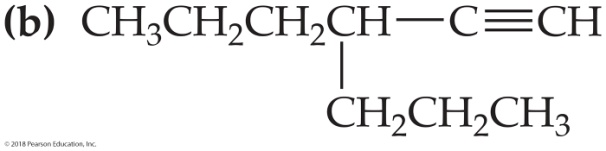 (b) CH₃CH₂CH₂CH—C≡CH
CH₂CH₂CH₃
© 2018 Pearson Education, Inc.